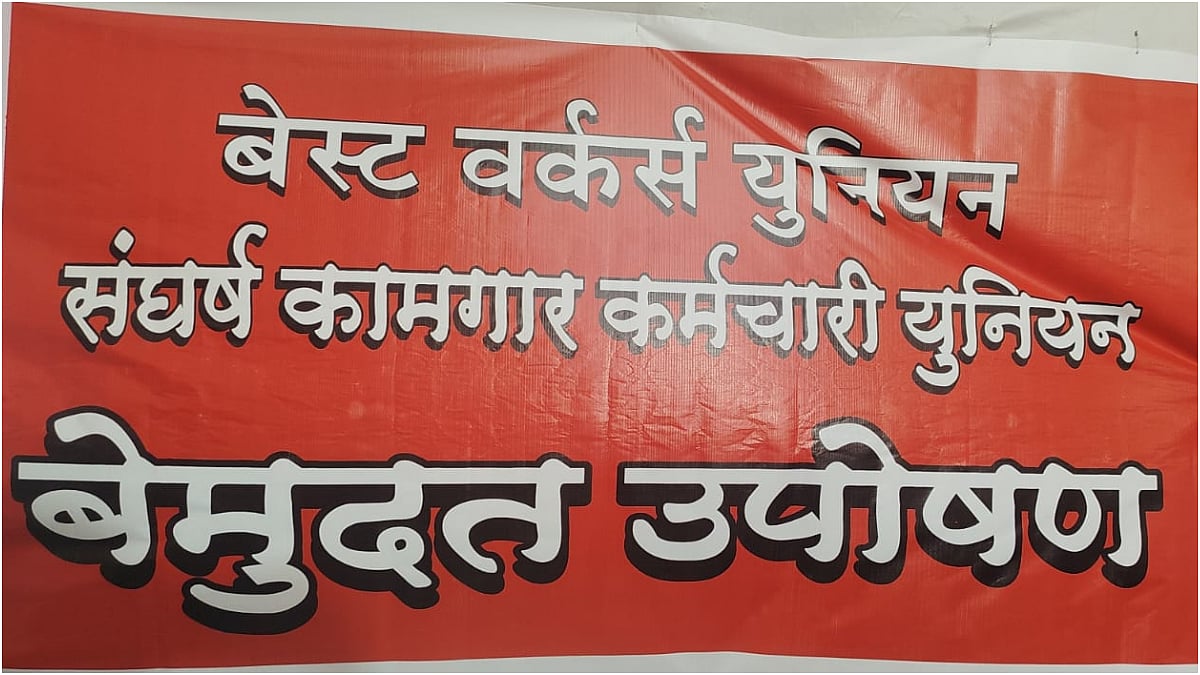 बेस्ट वर्कर्स युनियन
संघर्ष कामगार कर्मचारी युनियन
बेमुदत उपोषण